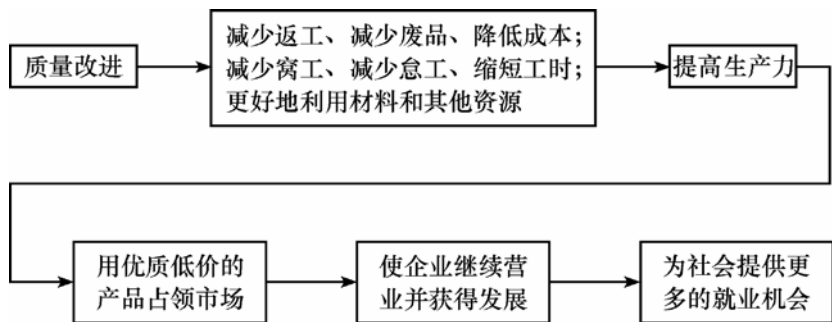 质量改进
减少返工、减少废品、降低成本；
减少窝工、减少怠工、缩短工时；
更好地利用材料和其他资源
提高生产力
用优质低价的
产品占领市场
使企业继续营
业并获得发展
为社会提供更
多的就业机会